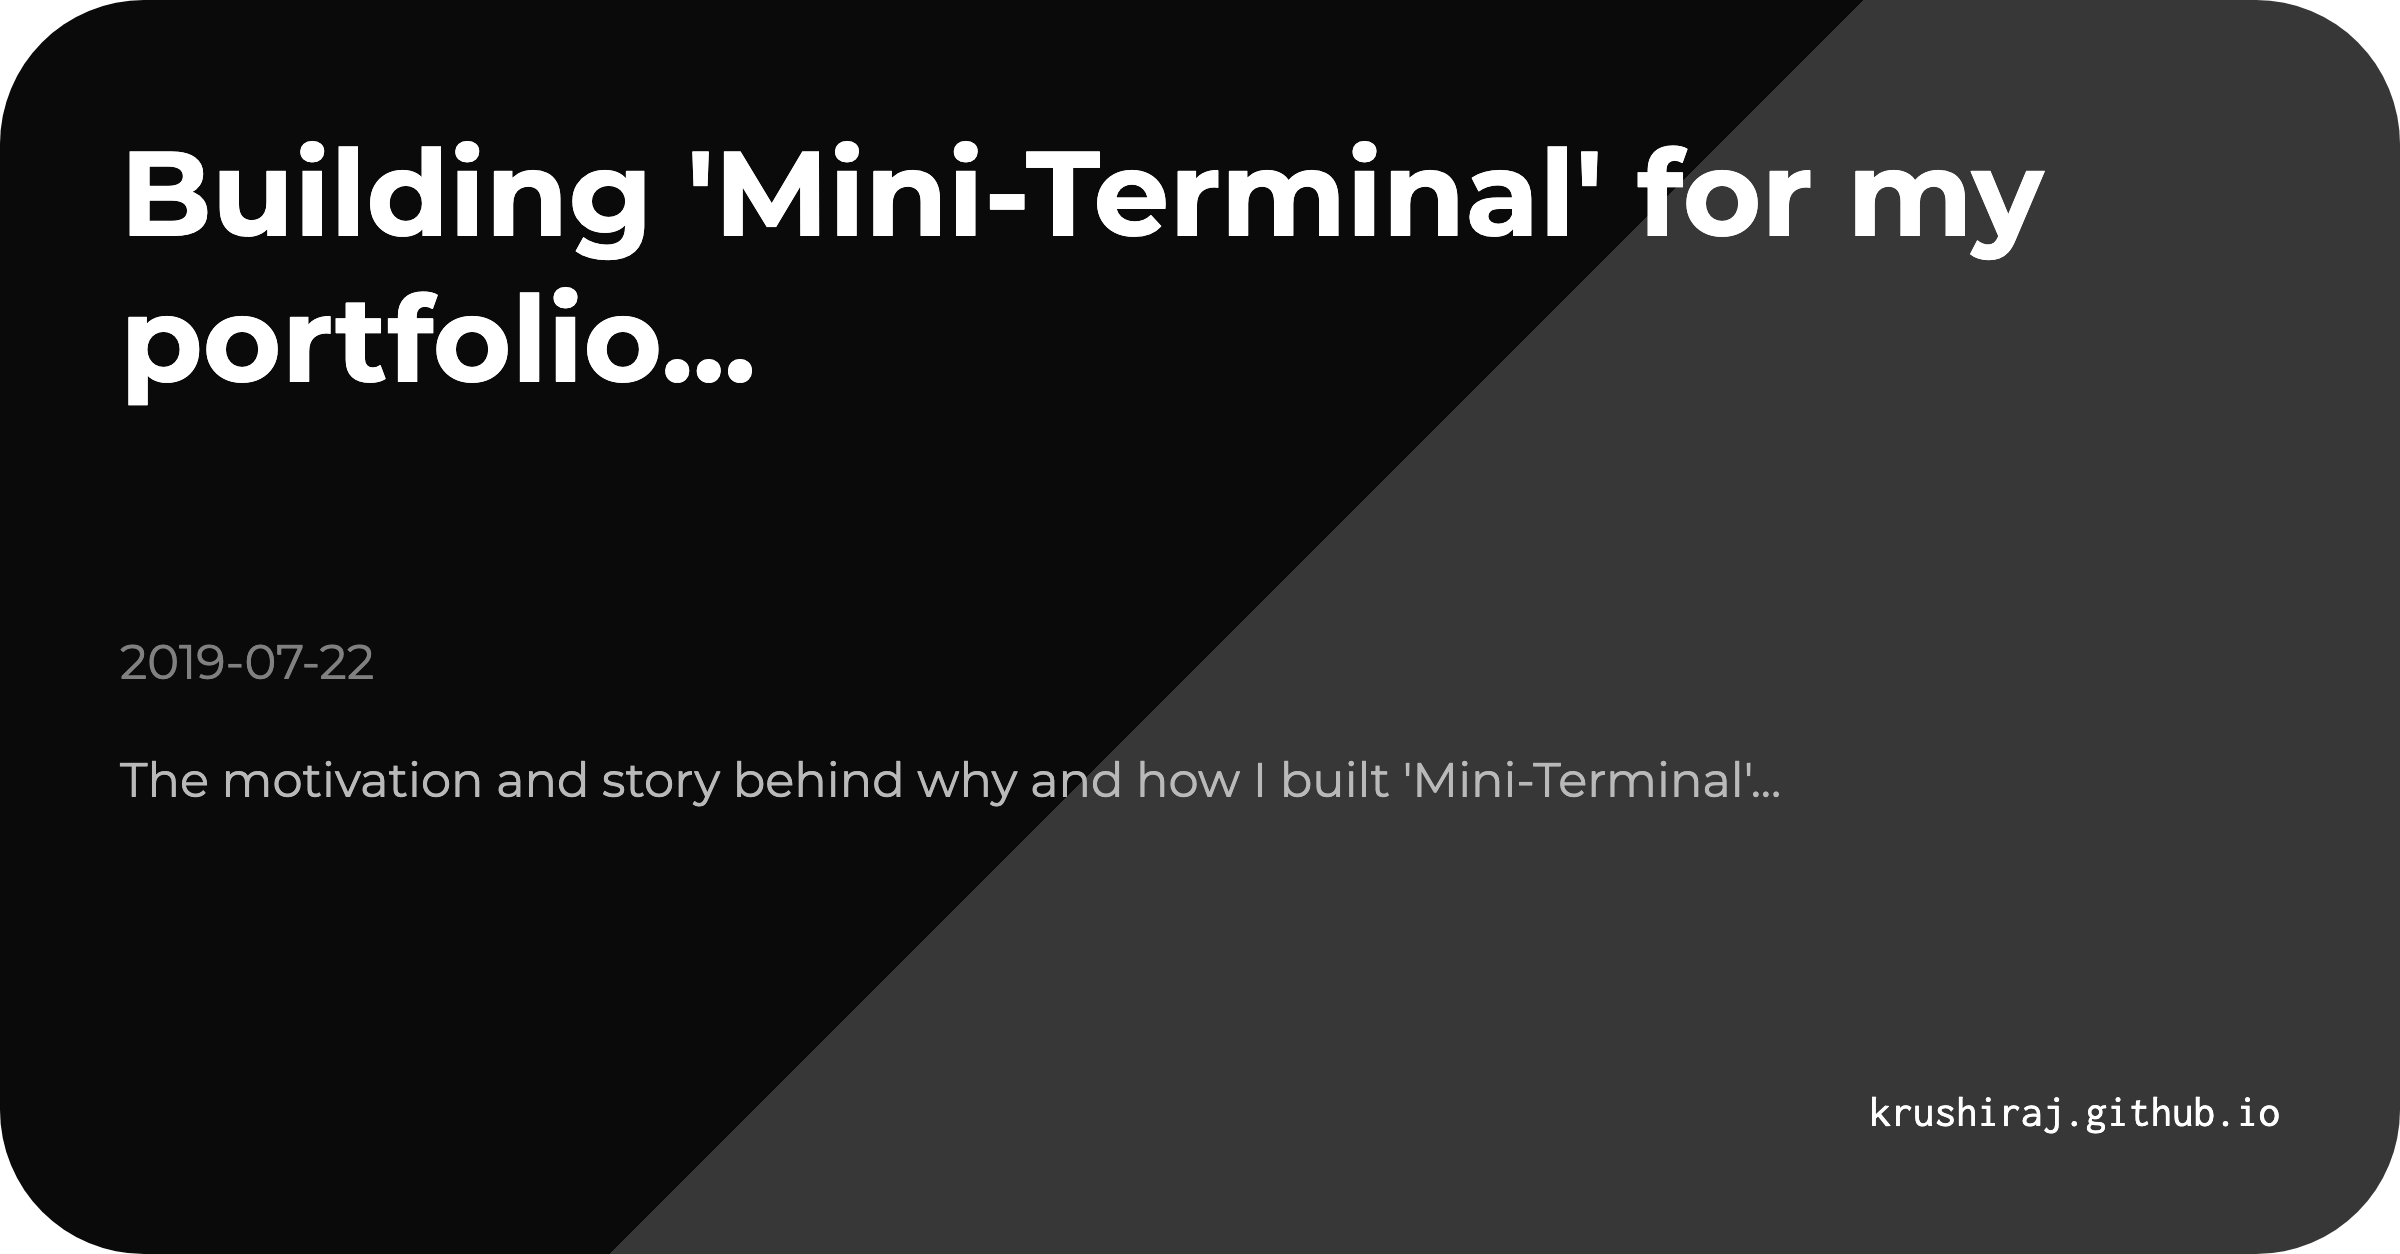 Building 'Mini-Terminal' for my
portfolio...
2019-07-22
The motivation and story behind why and how I built 'Mini-Terminal'...
krushiraj.github.io